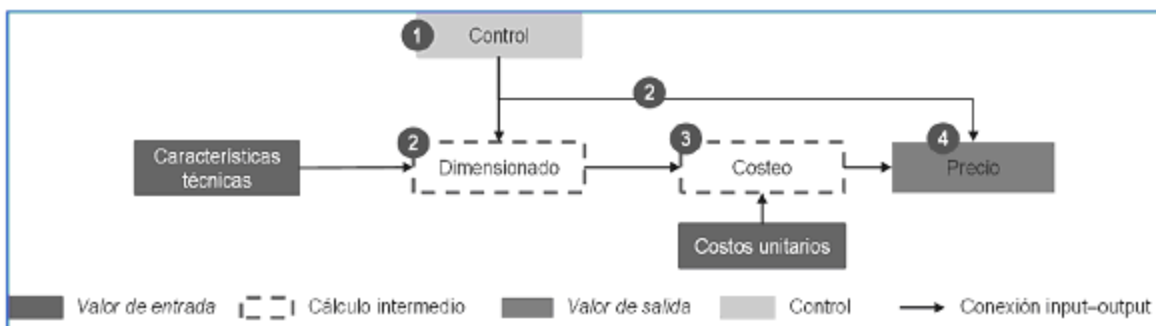 1 Control
2
Características
técnicas
2 Dimensionado
3 Costeo
4 Precio
Costos unitarios
Valor de entrada
Cálculo intermedio
Valor de salida
Control
Conexión input–output